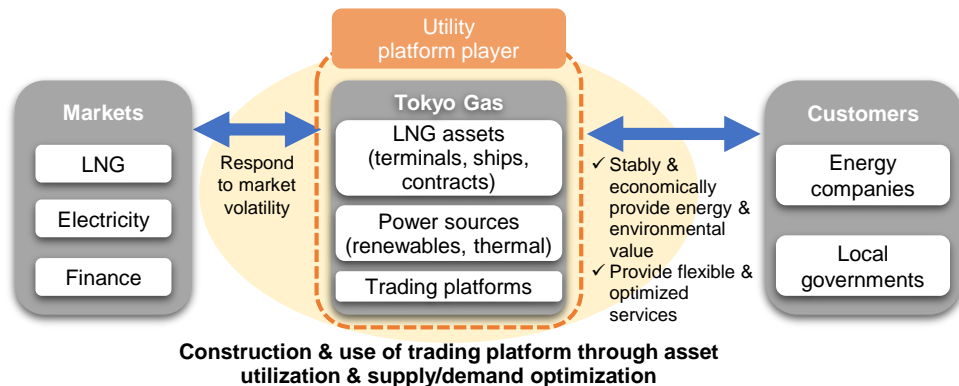 Utility
platform player
Markets
LNG
Electricity
Finance
Respond
to market
volatility
Tokyo Gas
LNG assets
(terminals, ships,
contracts)
Power sources
(renewables, thermal)
Trading platforms
✓ Stably &
economically
provide energy &
environmental
value
✓ Provide flexible &
optimized
services
Customers
Energy
companies
Local
governments
Construction & use of trading platform through asset
utilization & supply/demand optimization